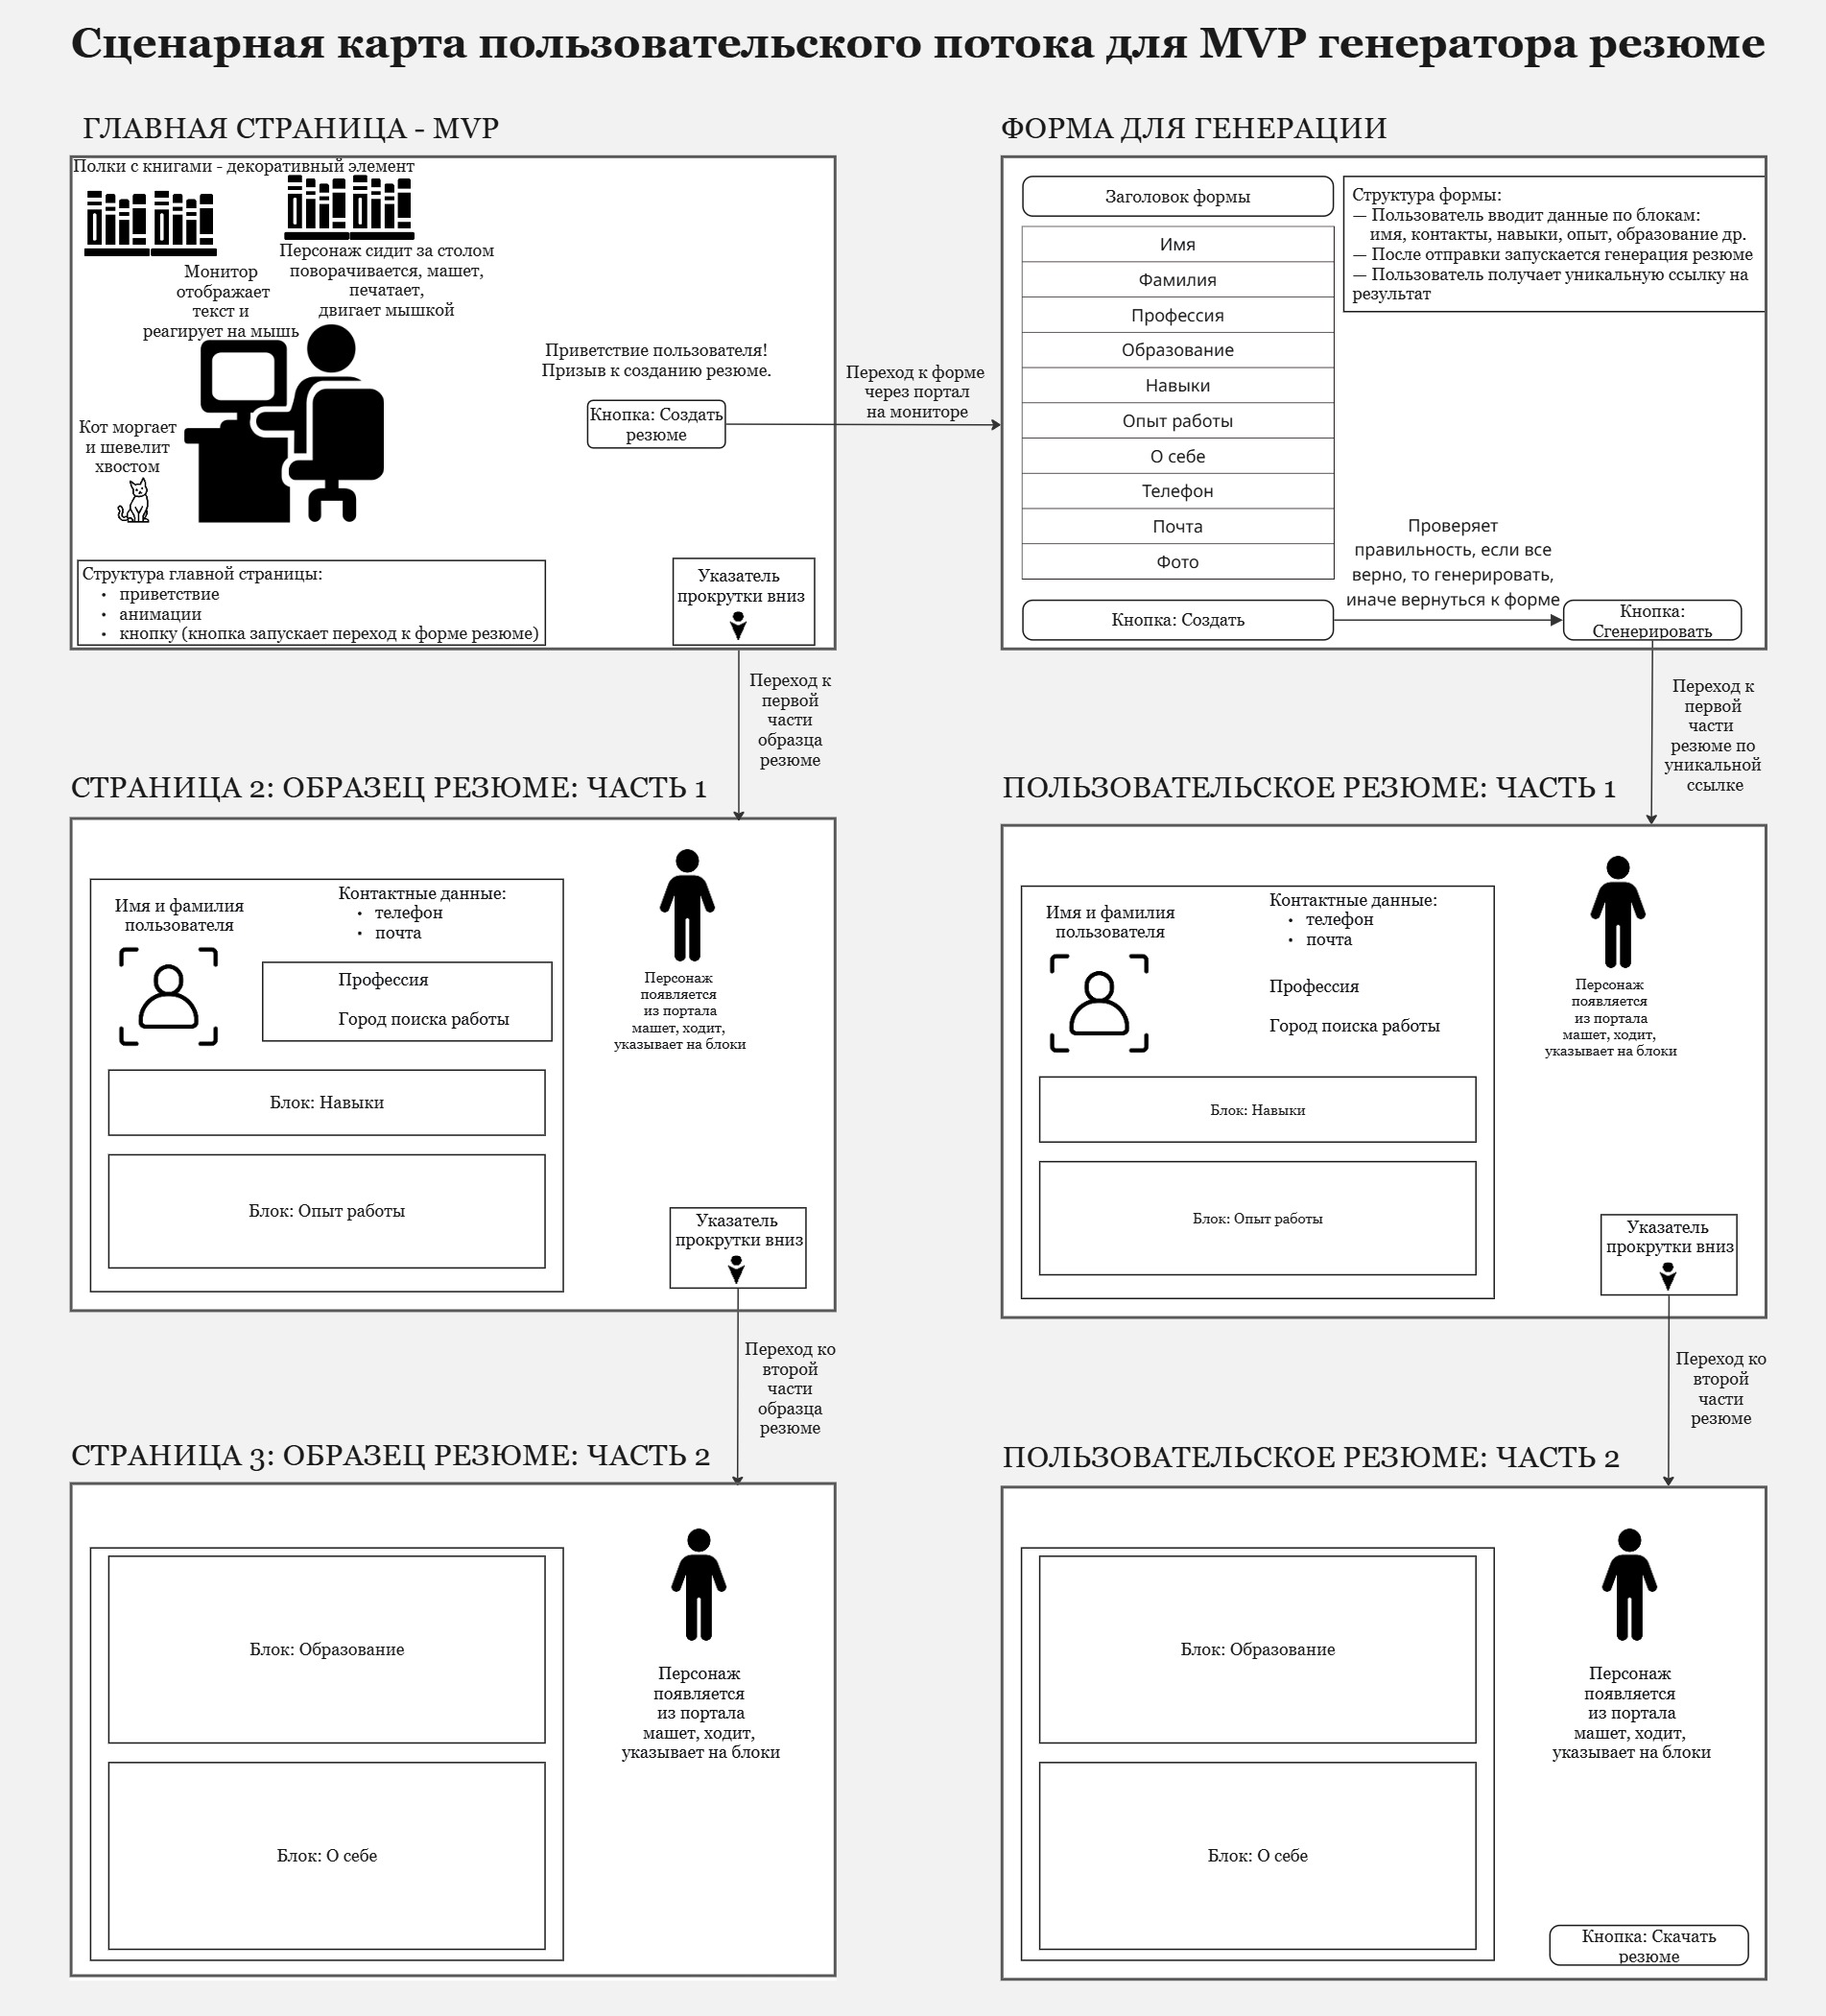 Сценарная карта пользовательского потока для MVP генератора резюме
ГЛАВНАЯ СТРАНИЦА - MVP
Полки с книгами - декоративный элемент
Персонаж сидит за столом
поворачивается, машет,
печатает,
двигает мышкой
Монитор
отображает
текст и
реагирует на мышь
Кот моргает
и шевелит
хвостом
Приветствие пользователя!
Призыв к созданию резюме.
Кнопка: Создать
резюме
Структура главной страницы:
• приветствие
• анимации
• кнопку (кнопка запускает переход к форме резюме)
Указатель
прокрутки вниз
Переход к форме
через портал
на мониторе
ФОРМА ДЛЯ ГЕНЕРАЦИИ
Заголовок формы
Имя
Фамилия
Профессия
Образование
Навыки
Опыт работы
О себе
Телефон
Почта
Фото
Кнопка: Создать
Структура формы:
— Пользователь вводит данные по блокам:
имя, контакты, навыки, опыт, образование др.
— После отправки запускается генерация резюме
— Пользователь получает уникальную ссылку на
результат
Проверяет
правильность, если все
верно, то генерировать,
иначе вернуться к форме
Кнопка:
Сгенерировать
Переход к
первой
части
образца
резюме
Переход к
первой
части
резюме по
уникальной
ссылке
СТРАНИЦА 2: ОБРАЗЕЦ РЕЗЮМЕ: ЧАСТЬ 1
Имя и фамилия
пользователя
Контактные данные:
• телефон
• почта
Профессия
Город поиска работы
Блок: Навыки
Блок: Опыт работы
Персонаж
появляется
из портала
машет, ходит,
указывает на блоки
Указатель
прокрутки вниз
ПОЛЬЗОВАТЕЛЬСКОЕ РЕЗЮМЕ: ЧАСТЬ 1
Имя и фамилия
пользователя
Контактные данные:
• телефон
• почта
Профессия
Город поиска работы
Блок: Навыки
Блок: Опыт работы
Персонаж
появляется
из портала
машет, ходит,
указывает на блоки
Указатель
прокрутки вниз
Переход ко
второй
части
образца
резюме
Переход ко
второй
части
резюме
СТРАНИЦА 3: ОБРАЗЕЦ РЕЗЮМЕ: ЧАСТЬ 2
Блок: Образование
Блок: О себе
Персонаж
появляется
из портала
машет, ходит,
указывает на блоки
ПОЛЬЗОВАТЕЛЬСКОЕ РЕЗЮМЕ: ЧАСТЬ 2
Блок: Образование
Блок: О себе
Персонаж
появляется
из портала
машет, ходит,
указывает на блоки
Кнопка: Скачать
резюме